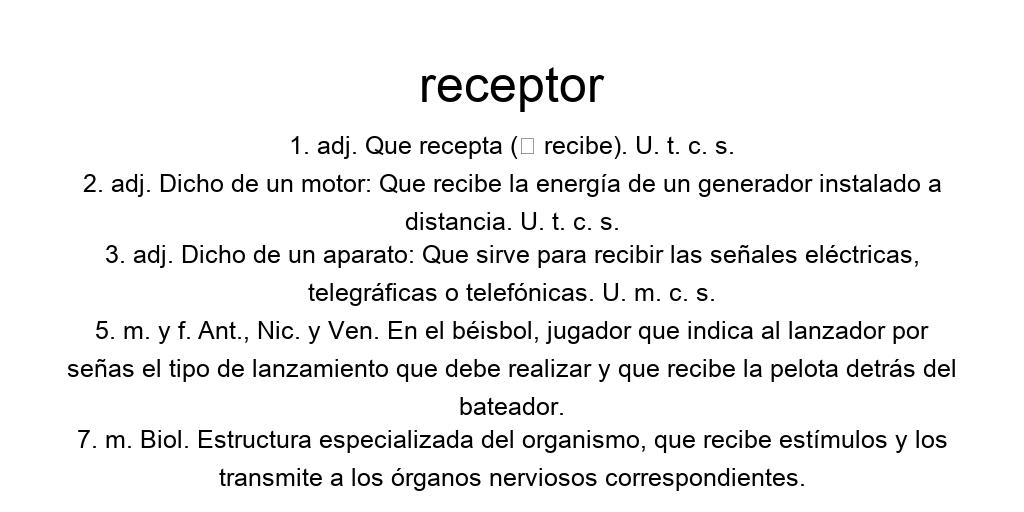 receptor
1. adj. Que recepta (□ recibe). U. t. c. s.
2. adj. Dicho de un motor: Que recibe la energía de un generador instalado a
distancia. U. t. c. s.
3. adj. Dicho de un aparato: Que sirve para recibir las señales eléctricas,
telegráficas o telefónicas. U. m. c. s.
5. m. y f. Ant., Nic. y Ven. En el béisbol, jugador que indica al lanzador por
señas el tipo de lanzamiento que debe realizar y que recibe la pelota detrás del
bateador.
7. m. Biol. Estructura especializada del organismo, que recibe estímulos y los
transmite a los órganos nerviosos correspondientes.